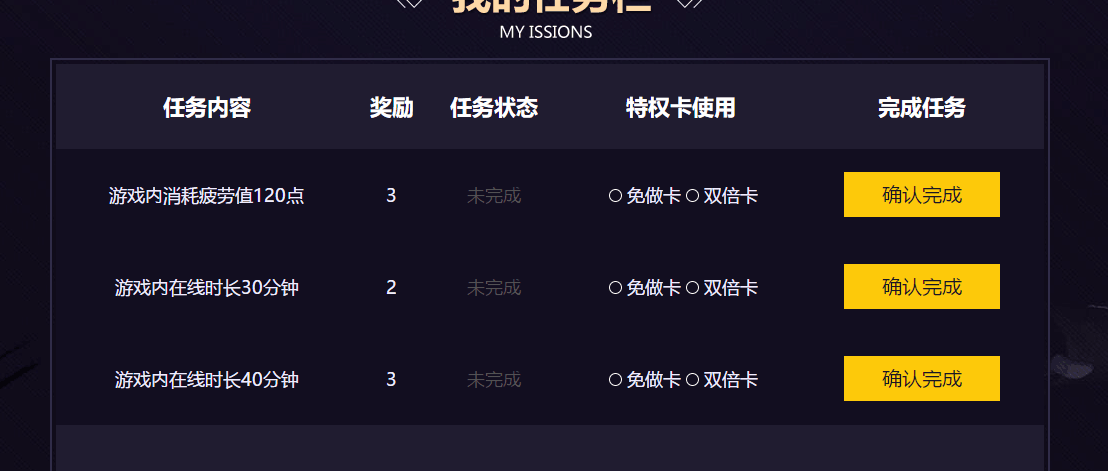 我的任务栏
MY ISSIONS
任务内容 奖励 任务状态 特权卡使用 完成任务
游戏内消耗疲劳值120点 3 未完成 免做卡 双倍卡 确认完成
游戏内在线时长30分钟 2 未完成 免做卡 双倍卡 确认完成
游戏内在线时长40分钟 3 未完成 免做卡 双倍卡 确认完成